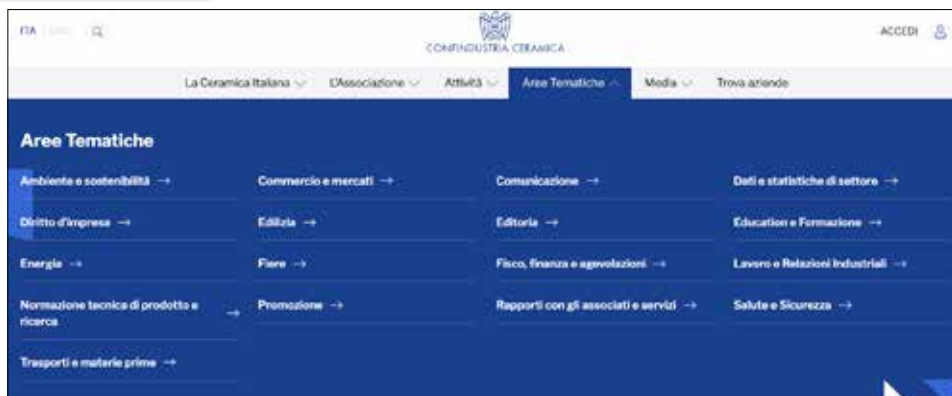 ITA
CONFINDUSTRIA CERAMICA
ACCEDI
La Ceramica Italiana
L'Associazione
Attività
Aree Tematiche
Media
Trova aziende
Aree Tematiche
Ambiente e sostenibilità →
Commercio e mercati →
Comunicazione →
Dati e statistiche di settore →
Diritto d'impresa →
Edilizia →
Editoria →
Education e Formazione →
Energia →
Fiere →
Fisco, finanza e agevolazioni →
Lavoro e Relazioni Industriali →
Normazione tecnica di prodotto e
ricerca →
Promozione →
Rapporti con gli associati e servizi →
Salute e Sicurezza →
Trasporti e materie prime →